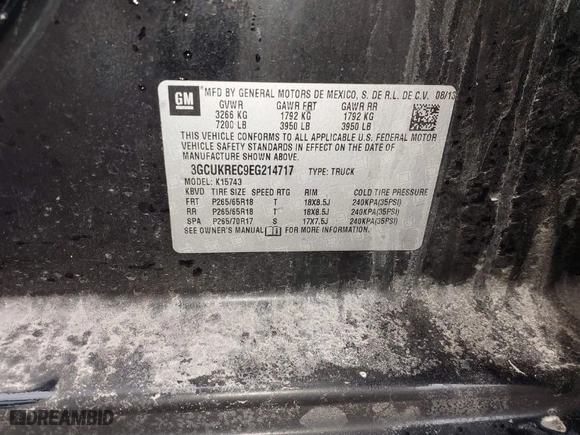 GM
MFD BY GENERAL MOTORS DE MEXICO, S. DE R.L. DE C.V. 08/13
GVWR GAWR FRT GAWR RR
3266 KG 1792 KG 1792 KG
7200 LB 3950 LB 3950 LB
THIS VEHICLE CONFORMS TO ALL APPLICABLE U.S. FEDERAL MOTOR
VEHICLE SAFETY STANDARDS IN EFFECT ON THE DATE OF
MANUFACTURE SHOWN ABOVE.
3GCUKREC9EG214717 TYPE: TRUCK
MODEL: K15743
KBVD TIRE SIZE SPEED RTG RIM COLD TIRE PRESSURE
FRT P265/65R18 T 18X8.5J 240KPA(35PSI)
RR P265/65R18 T 18X8.5J 240KPA(35PSI)
SPA P265/70R17 S 17X7.5J 240KPA(35PSI)
SEE OWNER'S MANUAL FOR MORE INFORMATION.
DREAMBID